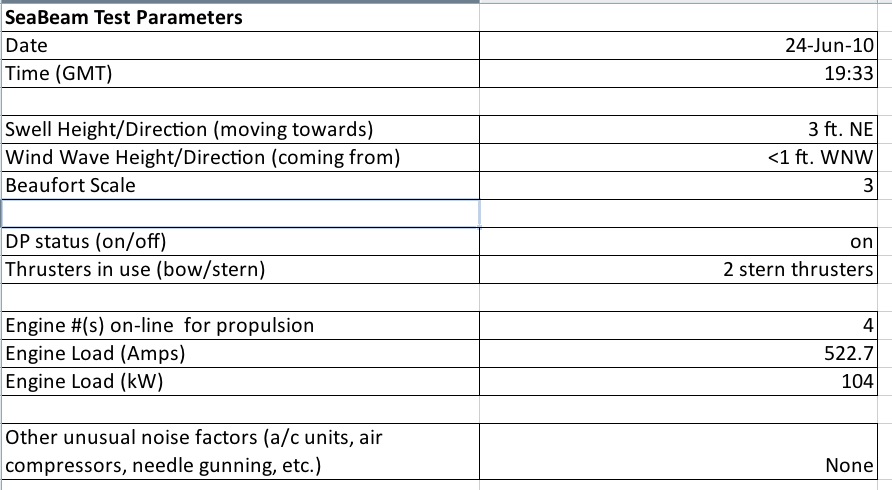 SeaBeam Test Parameters
Date 24-Jun-10
Time (GMT) 19:33
Swell Height/Direction (moving towards) 3 ft. NE
Wind Wave Height/Direction (coming from) <1 ft. WNW
Beaufort Scale 3
DP status (on/off) on
Thrusters in use (bow/stern) 2 stern thrusters
Engine #(s) on-line  for propulsion 4
Engine Load (Amps) 522.7
Engine Load (kW) 104
Other unusual noise factors (a/c units, air
compressors, needle gunning, etc.) None